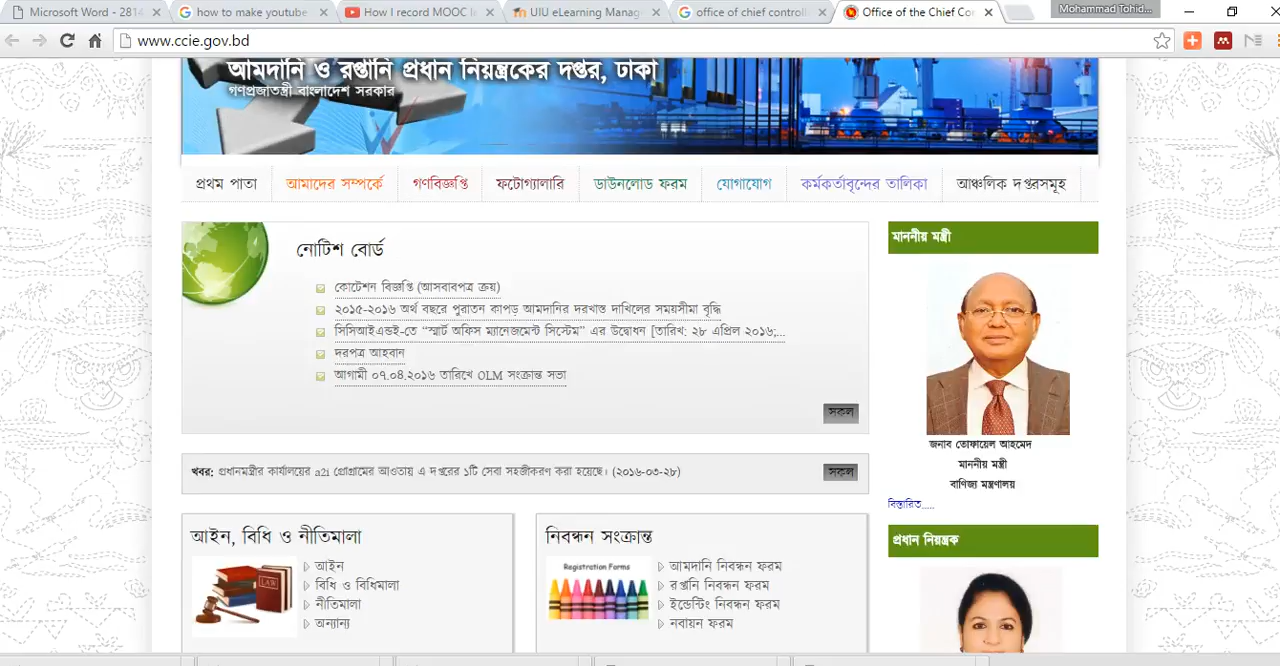 Microsoft Word - 2814
how to make youtube
How I record MOOC le
UIU eLearning Manag
office of chief controll
Office of the Chief Co
Mohammad Tohid...
www.ccie.gov.bd
আমদানি ও রপ্তানি প্রধান নিয়ন্ত্রকের দপ্তর, ঢাকা
গণপ্রজাতন্ত্রী বাংলাদেশ সরকার
প্রথম পাতা
আমাদের সম্পর্কে
গণবিজ্ঞপ্তি
ফটোগ্যালারি
ডাউনলোড ফরম
যোগাযোগ
কর্মকর্তাবৃন্দের তালিকা
আঞ্চলিক দপ্তরসমূহ
নোটিশ বোর্ড
কোটেশন বিজ্ঞপ্তি (আসবাবপত্র ক্রয়)
২০১৫-২০১৬ অর্থ বছরে পুরাতন কাপড় আমদানির দরখাস্ত দাখিলের সময়সীমা বৃদ্ধি
সিসিআইএন্ডই-তে “স্মার্ট অফিস ম্যানেজমেন্ট সিস্টেম” এর উদ্বোধন [তারিখ: ২৮ এপ্রিল ২০১৬;...
দরপত্র আহবান
আগামী ০৭.০৪.২০১৬ তারিখে OLM সংক্রান্ত সভা
সকল
খবর: প্রধানমন্ত্রীর কার্যালয়ের a2i প্রোগ্রামের আওতায় এ দপ্তরের ১টি সেবা সহজীকরণ করা হয়েছে। (২০১৬-০৩-২৮)
সকল
আইন, বিধি ও নীতিমালা
আইন
বিধি ও বিধিমালা
নীতিমালা
অন্যান্য
LAW
নিবন্ধন সংক্রান্ত
Registration Forms
আমদানি নিবন্ধন ফরম
রপ্তানি নিবন্ধন ফরম
ইন্ডেন্টিং নিবন্ধন ফরম
নবায়ন ফরম
মাননীয় মন্ত্রী
জনাব তোফায়েল আহমেদ
মাননীয় মন্ত্রী
বাণিজ্য মন্ত্রণালয়
বিস্তারিত.....
প্রধান নিয়ন্ত্রক